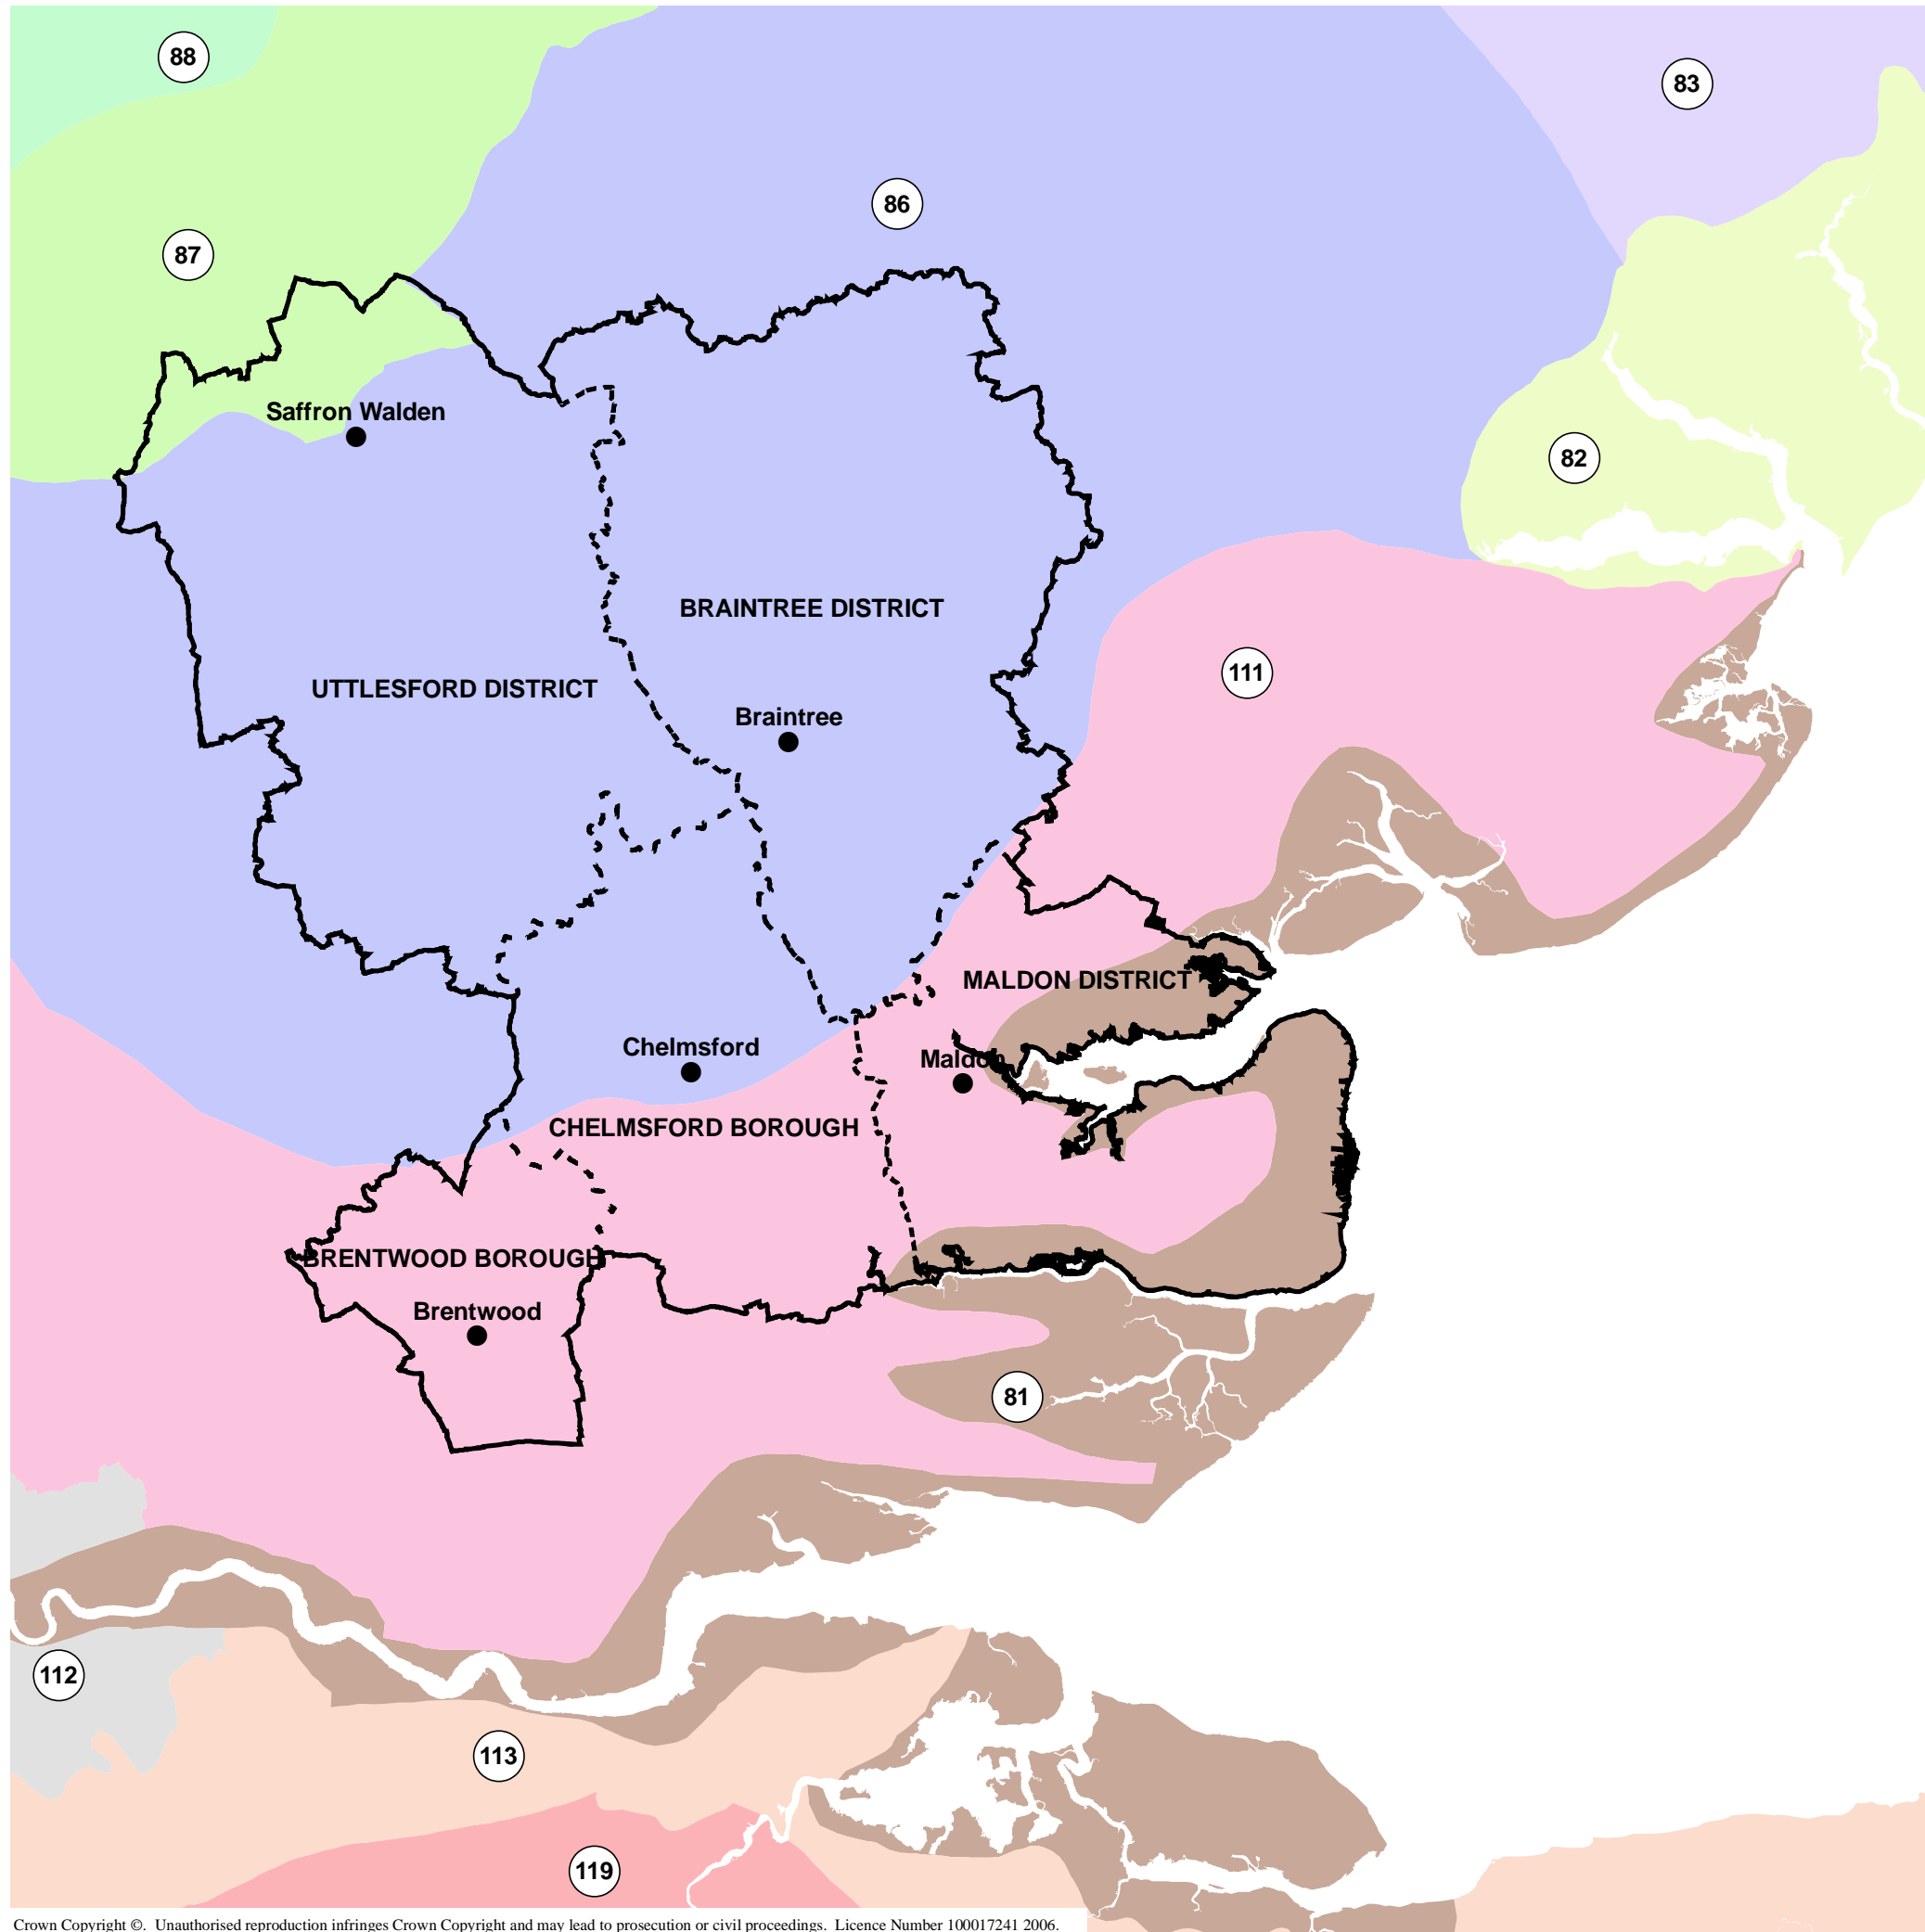 88
83
86
87
Saffron Walden
82
BRAINTREE DISTRICT
111
UTTLESFORD DISTRICT
Braintree
MALDON DISTRICT
Chelmsford
Maldon
CHELMSFORD BOROUGH
BRENTWOOD BOROUGH
Brentwood
81
112
113
119
Crown Copyright ©. Unauthorised reproduction infringes Crown Copyright and may lead to prosecution or civil proceedings. Licence Number 100017241 2006.